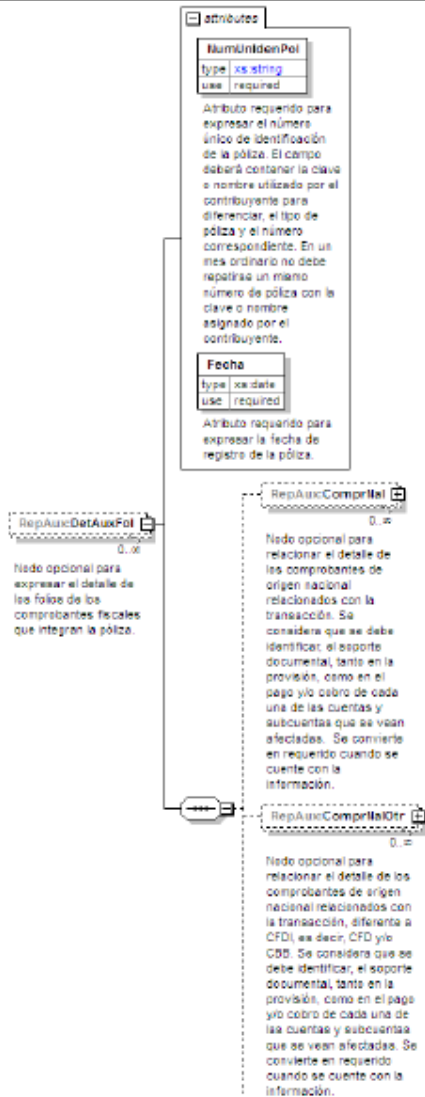 attributes
NumUnIdenPol
type xs:string
use required
Atributo requerido para
expresar el número
único de identificación
de la póliza. El campo
deberá contener la clave
o nombre utilizado por el
contribuyente para
diferenciar, el tipo de
póliza y el número
correspondiente. En un
mes ordinario no debe
repetirse un mismo
número de póliza con la
clave o nombre
asignado por el
contribuyente.
Fecha
type xs:date
use required
Atributo requerido para
expresar la fecha de
registro de la póliza.
RepAux:DetAuxFol
0..∞
Nodo opcional para
expresar el detalle de
los folios de los
comprobantes fiscales
que integran la póliza.
RepAux:ComprNal
0..∞
Nodo opcional para
relacionar el detalle de
los comprobantes de
origen nacional
relacionados con la
transacción. Se
considera que se debe
identificar, el soporte
documental, tanto en la
provisión, como en el
pago y/o cobro de cada
una de las cuentas y
subcuentas que se vean
afectadas. Se convierte
en requerido cuando se
cuente con la
información.
RepAux:ComprNalOtr
0..∞
Nodo opcional para
relacionar el detalle de los
comprobantes de origen
nacional relacionados con
la transacción, diferente a
CFDI, es decir, CFD y/o
CBB. Se considera que se
debe identificar, el soporte
documental, tanto en la
provisión, como en el pago
y/o cobro de cada una de
las cuentas y subcuentas
que se vean afectadas. Se
convierte en requerido
cuando se cuente con la
información.